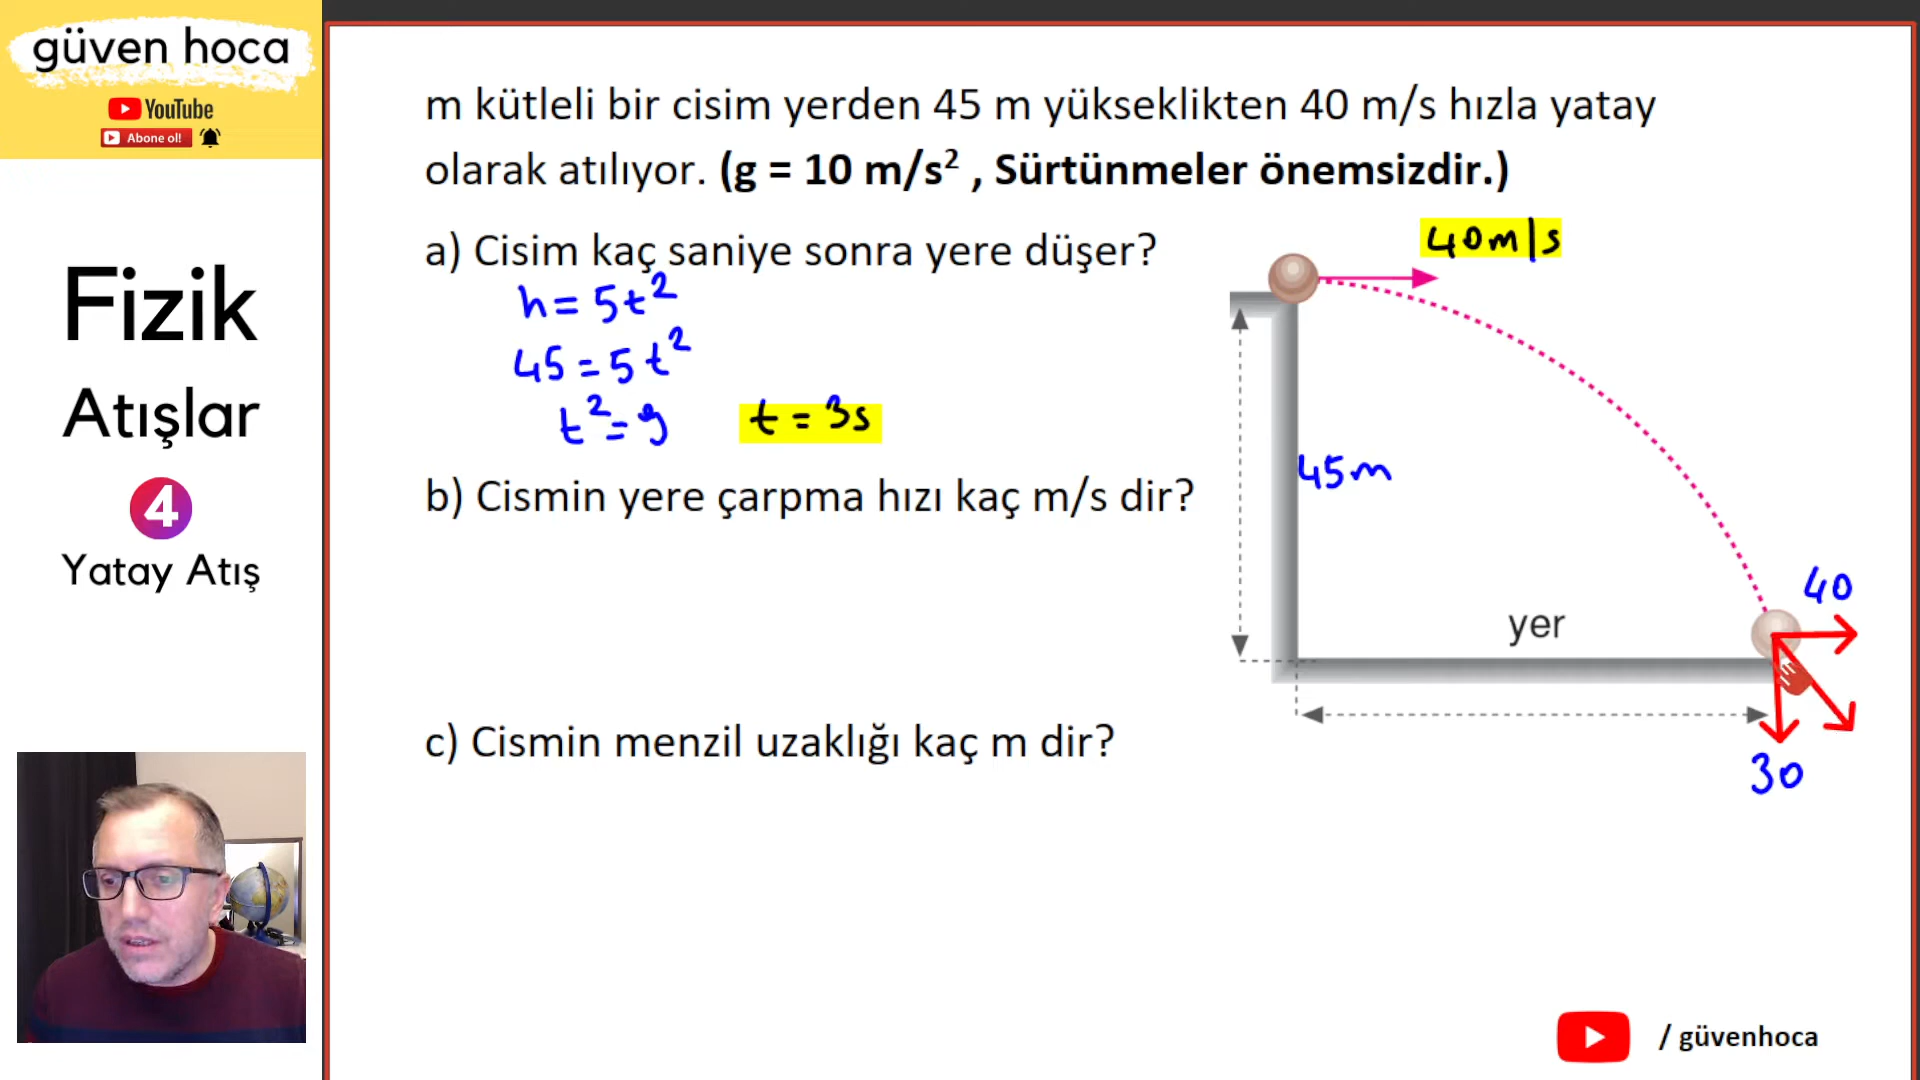 güven hoca
YouTube
Abone ol!
Fizik
Atışlar
4
Yatay Atış
m kütleli bir cisim yerden 45 m yükseklikten 40 m/s hızla yatay
olarak atılıyor. (g = 10 m/s² , Sürtünmeler önemsizdir.)
a) Cisim kaç saniye sonra yere düşer?
h = 5t²
45 = 5t²
t² = 9
t = 3s
b) Cismin yere çarpma hızı kaç m/s dir?
c) Cismin menzil uzaklığı kaç m dir?
40m/s
45m
yer
40
30
/ güvenhoca